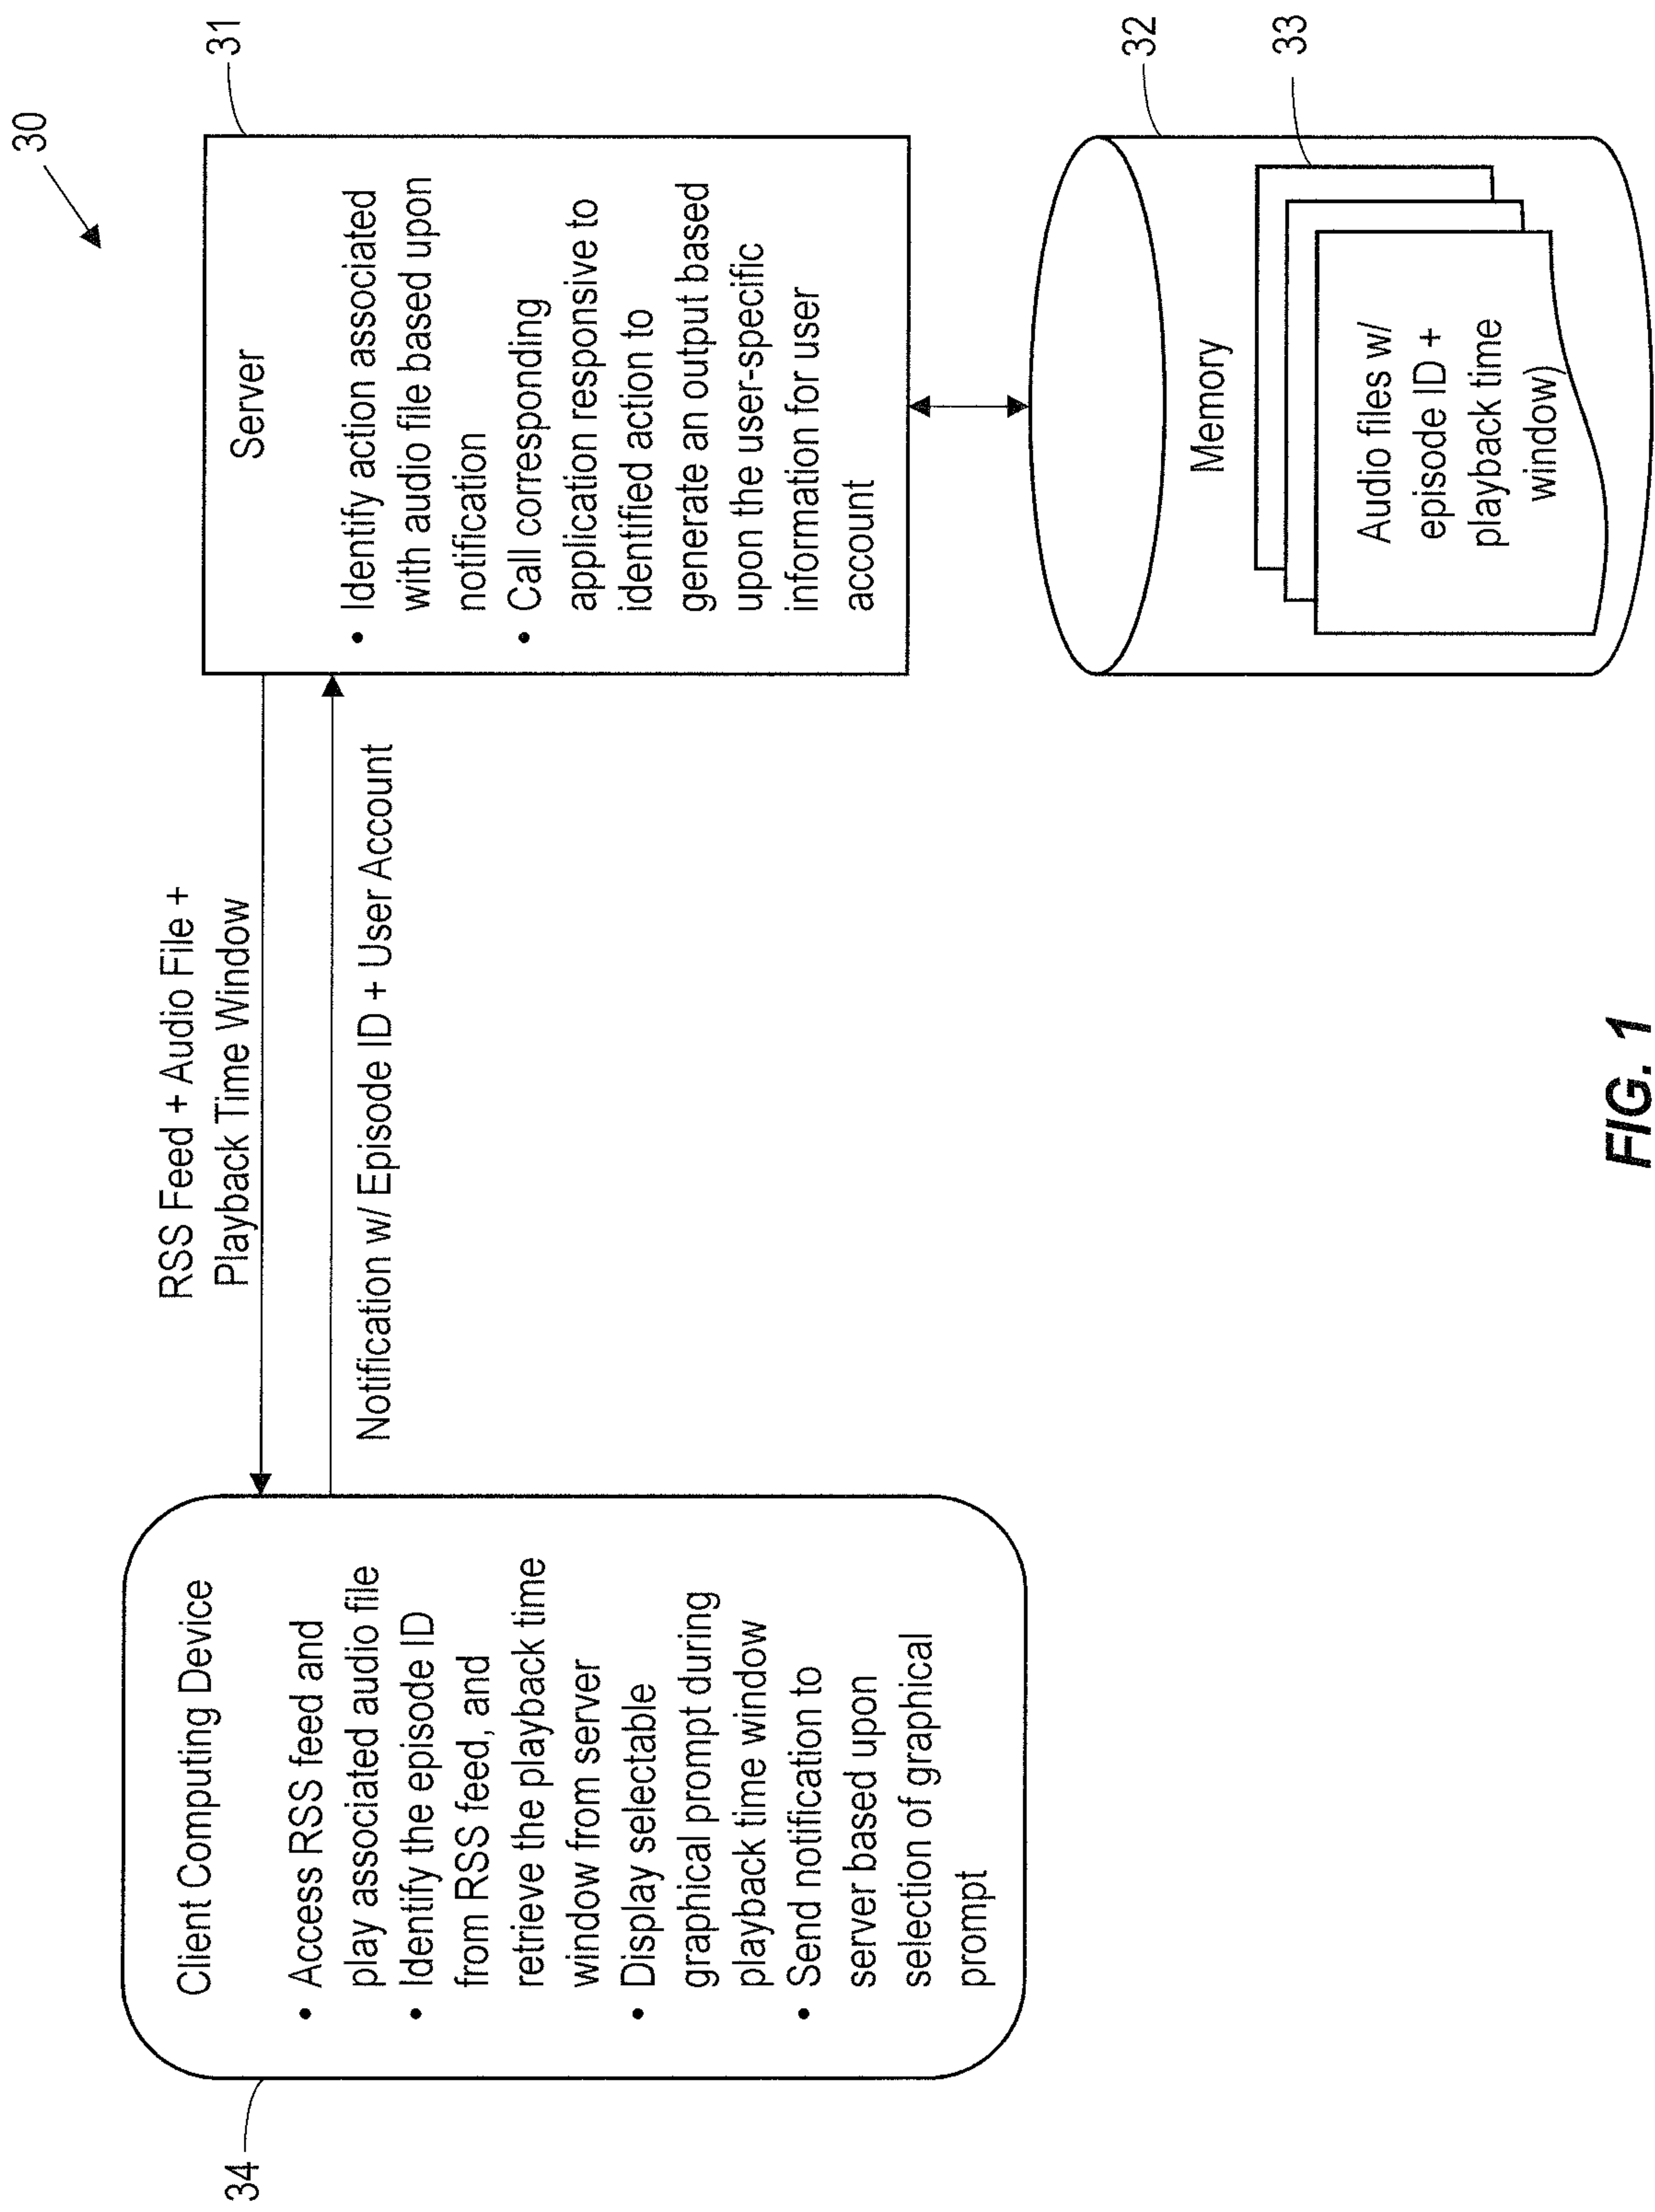 30
31
Server
• Identify action associated
with audio file based upon
notification
• Call corresponding
application responsive to
identified action to
generate an output based
upon the user-specific
information for user
account
RSS Feed + Audio File +
Playback Time Window
Notification w/ Episode ID + User Account
34
Client Computing Device
• Access RSS feed and
play associated audio file
• Identify the episode ID
from RSS feed, and
retrieve the playback time
window from server
• Display selectable
graphical prompt during
playback time window
• Send notification to
server based upon
selection of graphical
prompt
32
33
Memory
Audio files w/
episode ID +
playback time
window)
FIG. 1